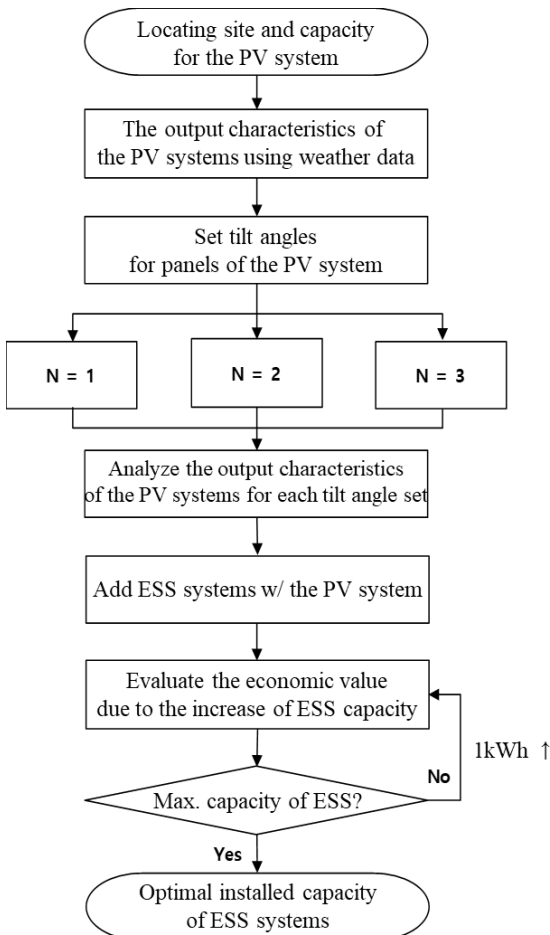 Locating site and capacity
for the PV system
The output characteristics of
the PV systems using weather data
Set tilt angles
for panels of the PV system
N = 1
N = 2
N = 3
Analyze the output characteristics
of the PV systems for each tilt angle set
Add ESS systems w/ the PV system
Evaluate the economic value
due to the increase of ESS capacity
1kWh ↑
No
Max. capacity of ESS?
Yes
Optimal installed capacity
of ESS systems